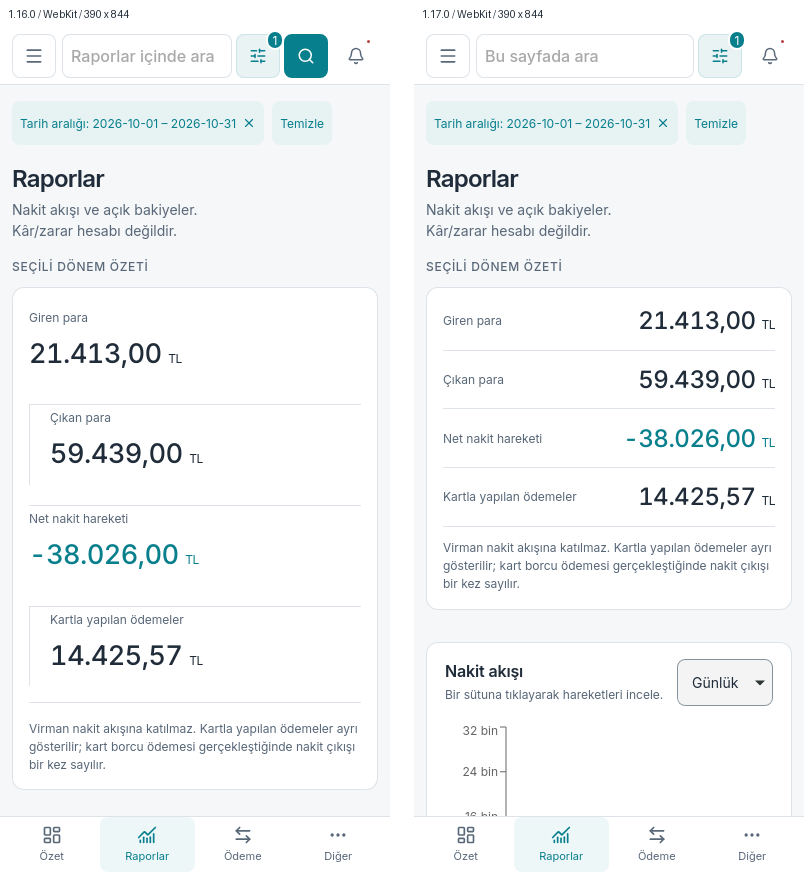 1.16.0 / WebKit / 390 x 844
Raporlar içinde ara
1
Tarih aralığı: 2026-10-01 – 2026-10-31 ✕
Temizle
Raporlar
Nakit akışı ve açık bakiyeler.
Kâr/zarar hesabı değildir.
SEÇİLİ DÖNEM ÖZETİ
Giren para
21.413,00 TL
Çıkan para
59.439,00 TL
Net nakit hareketi
-38.026,00 TL
Kartla yapılan ödemeler
14.425,57 TL
Virman nakit akışına katılmaz. Kartla yapılan ödemeler ayrı
gösterilir; kart borcu ödemesi gerçekleştiğinde nakit çıkışı
bir kez sayılır.
Özet
Raporlar
Ödeme
Diğer
1.17.0 / WebKit / 390 x 844
Bu sayfada ara
1
Tarih aralığı: 2026-10-01 – 2026-10-31 ✕
Temizle
Raporlar
Nakit akışı ve açık bakiyeler.
Kâr/zarar hesabı değildir.
SEÇİLİ DÖNEM ÖZETİ
Giren para 21.413,00 TL
Çıkan para 59.439,00 TL
Net nakit hareketi -38.026,00 TL
Kartla yapılan ödemeler 14.425,57 TL
Virman nakit akışına katılmaz. Kartla yapılan ödemeler ayrı
gösterilir; kart borcu ödemesi gerçekleştiğinde nakit çıkışı
bir kez sayılır.
Nakit akışı
Bir sütuna tıklayarak hareketleri incele.
Günlük
32 bin
24 bin
16 bin
Özet
Raporlar
Ödeme
Diğer